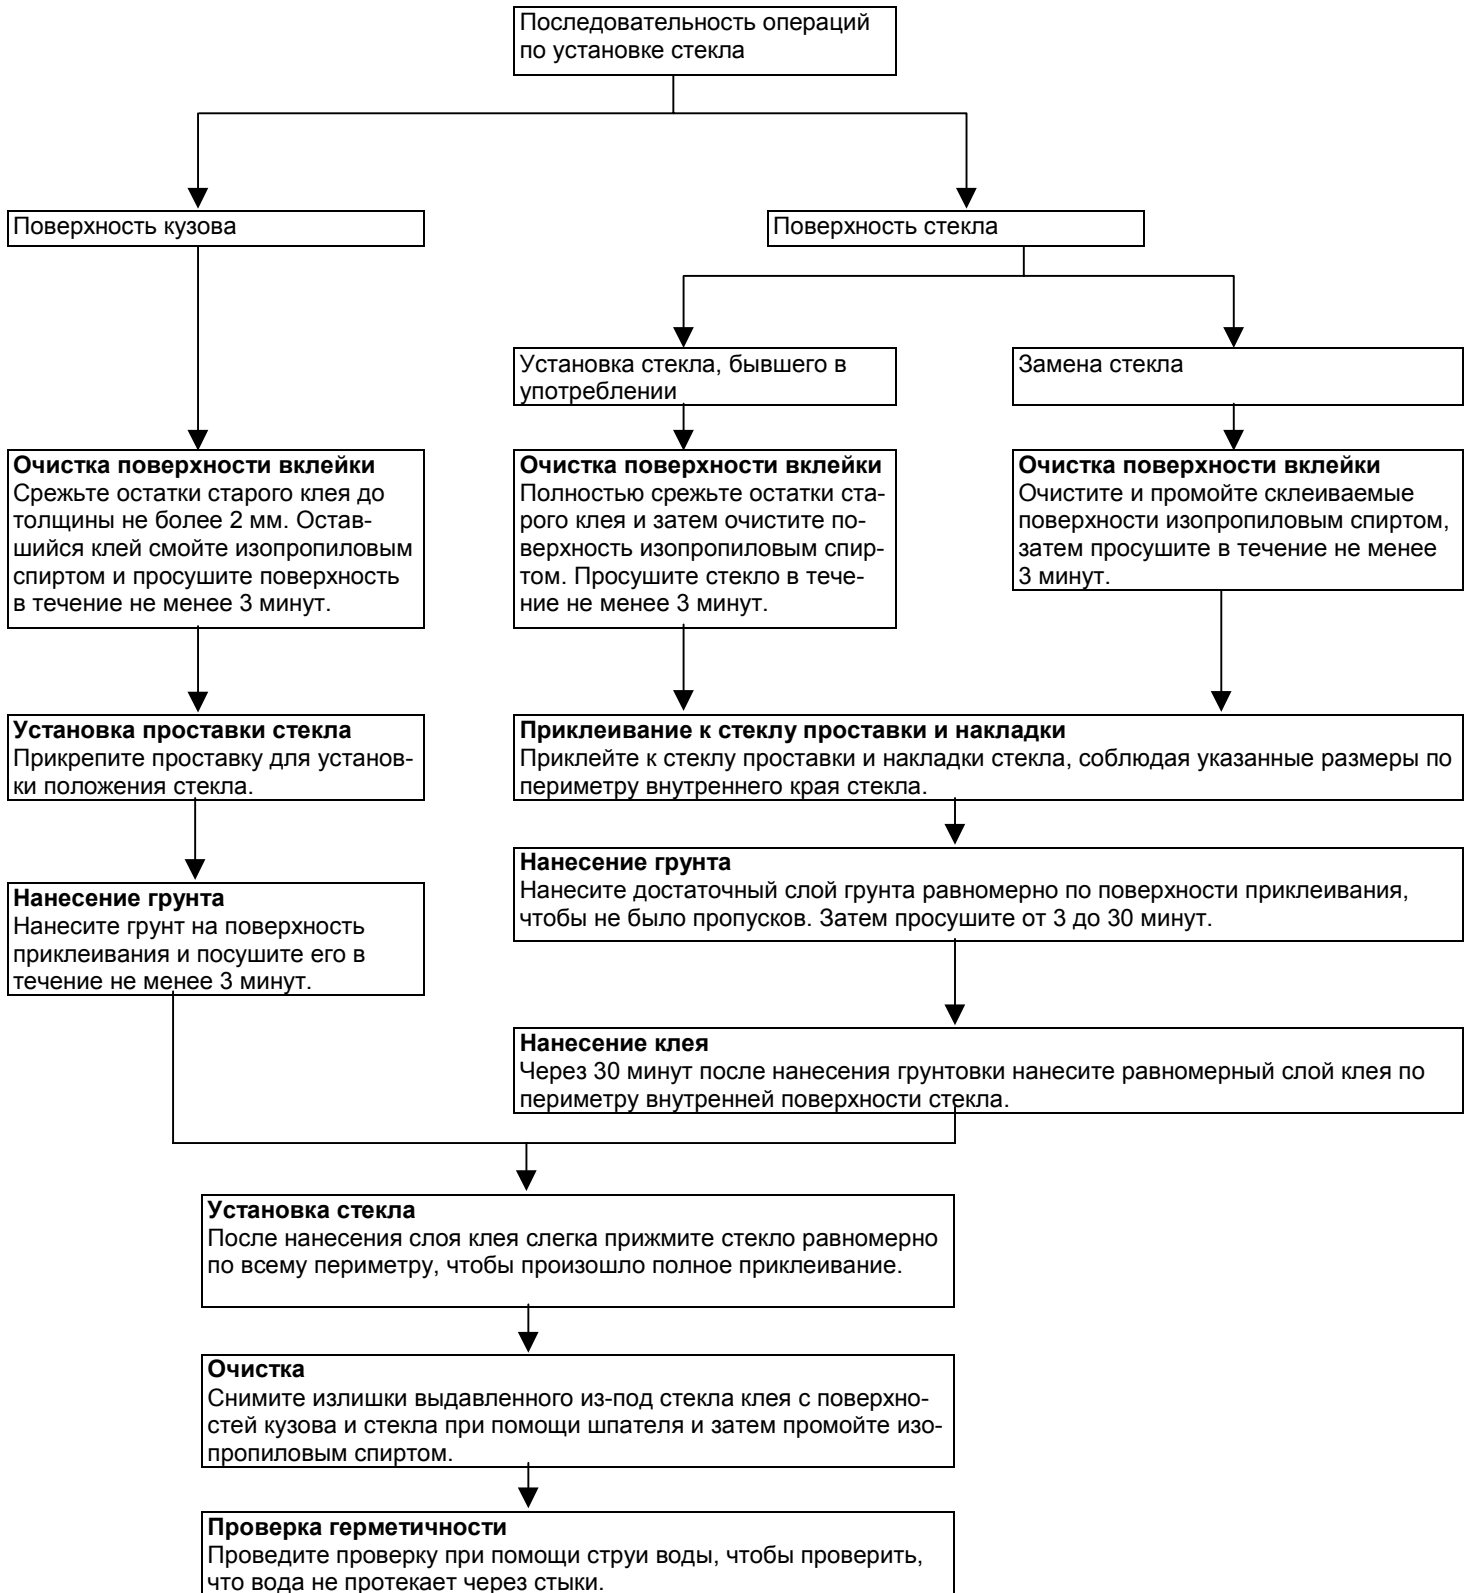 Последовательность операций
по установке стекла
Поверхность кузова
Поверхность стекла
Установка стекла, бывшего в
употреблении
Замена стекла
Очистка поверхности вклейки
Срежьте остатки старого клея до
толщины не более 2 мм. Остав-
шийся клей смойте изопропиловым
спиртом и просушите поверхность
в течение не менее 3 минут.
Очистка поверхности вклейки
Полностью срежьте остатки ста-
рого клея и затем очистите по-
верхность изопропиловым спир-
том. Просушите стекло в тече-
ние не менее 3 минут.
Очистка поверхности вклейки
Очистите и промойте склеиваемые
поверхности изопропиловым спиртом,
затем просушите в течение не менее
3 минут.
Установка проставки стекла
Прикрепите проставку для установ-
ки положения стекла.
Приклеивание к стеклу проставки и накладки
Приклейте к стеклу проставки и накладки стекла, соблюдая указанные размеры по
периметру внутреннего края стекла.
Нанесение грунта
Нанесите грунт на поверхность
приклеивания и посушите его в
течение не менее 3 минут.
Нанесение грунта
Нанесите достаточный слой грунта равномерно по поверхности приклеивания,
чтобы не было пропусков. Затем просушите от 3 до 30 минут.
Нанесение клея
Через 30 минут после нанесения грунтовки нанесите равномерный слой клея по
периметру внутренней поверхности стекла.
Установка стекла
После нанесения слоя клея слегка прижмите стекло равномерно
по всему периметру, чтобы произошло полное приклеивание.
Очистка
Снимите излишки выдавленного из-под стекла клея с поверхно-
стей кузова и стекла при помощи шпателя и затем промойте изо-
пропиловым спиртом.
Проверка герметичности
Проведите проверку при помощи струи воды, чтобы проверить,
что вода не протекает через стыки.